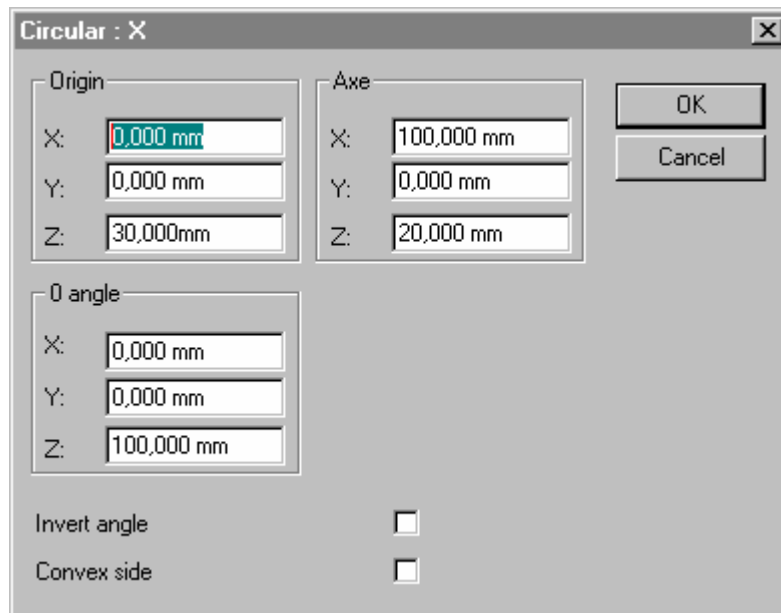 Circular : X
Origin
X: 0,000 mm
Y: 0,000 mm
Z: 30,000mm
Axe
X: 100,000 mm
Y: 0,000 mm
Z: 20,000 mm
OK
Cancel
0 angle
X: 0,000 mm
Y: 0,000 mm
Z: 100,000 mm
Invert angle
Convex side